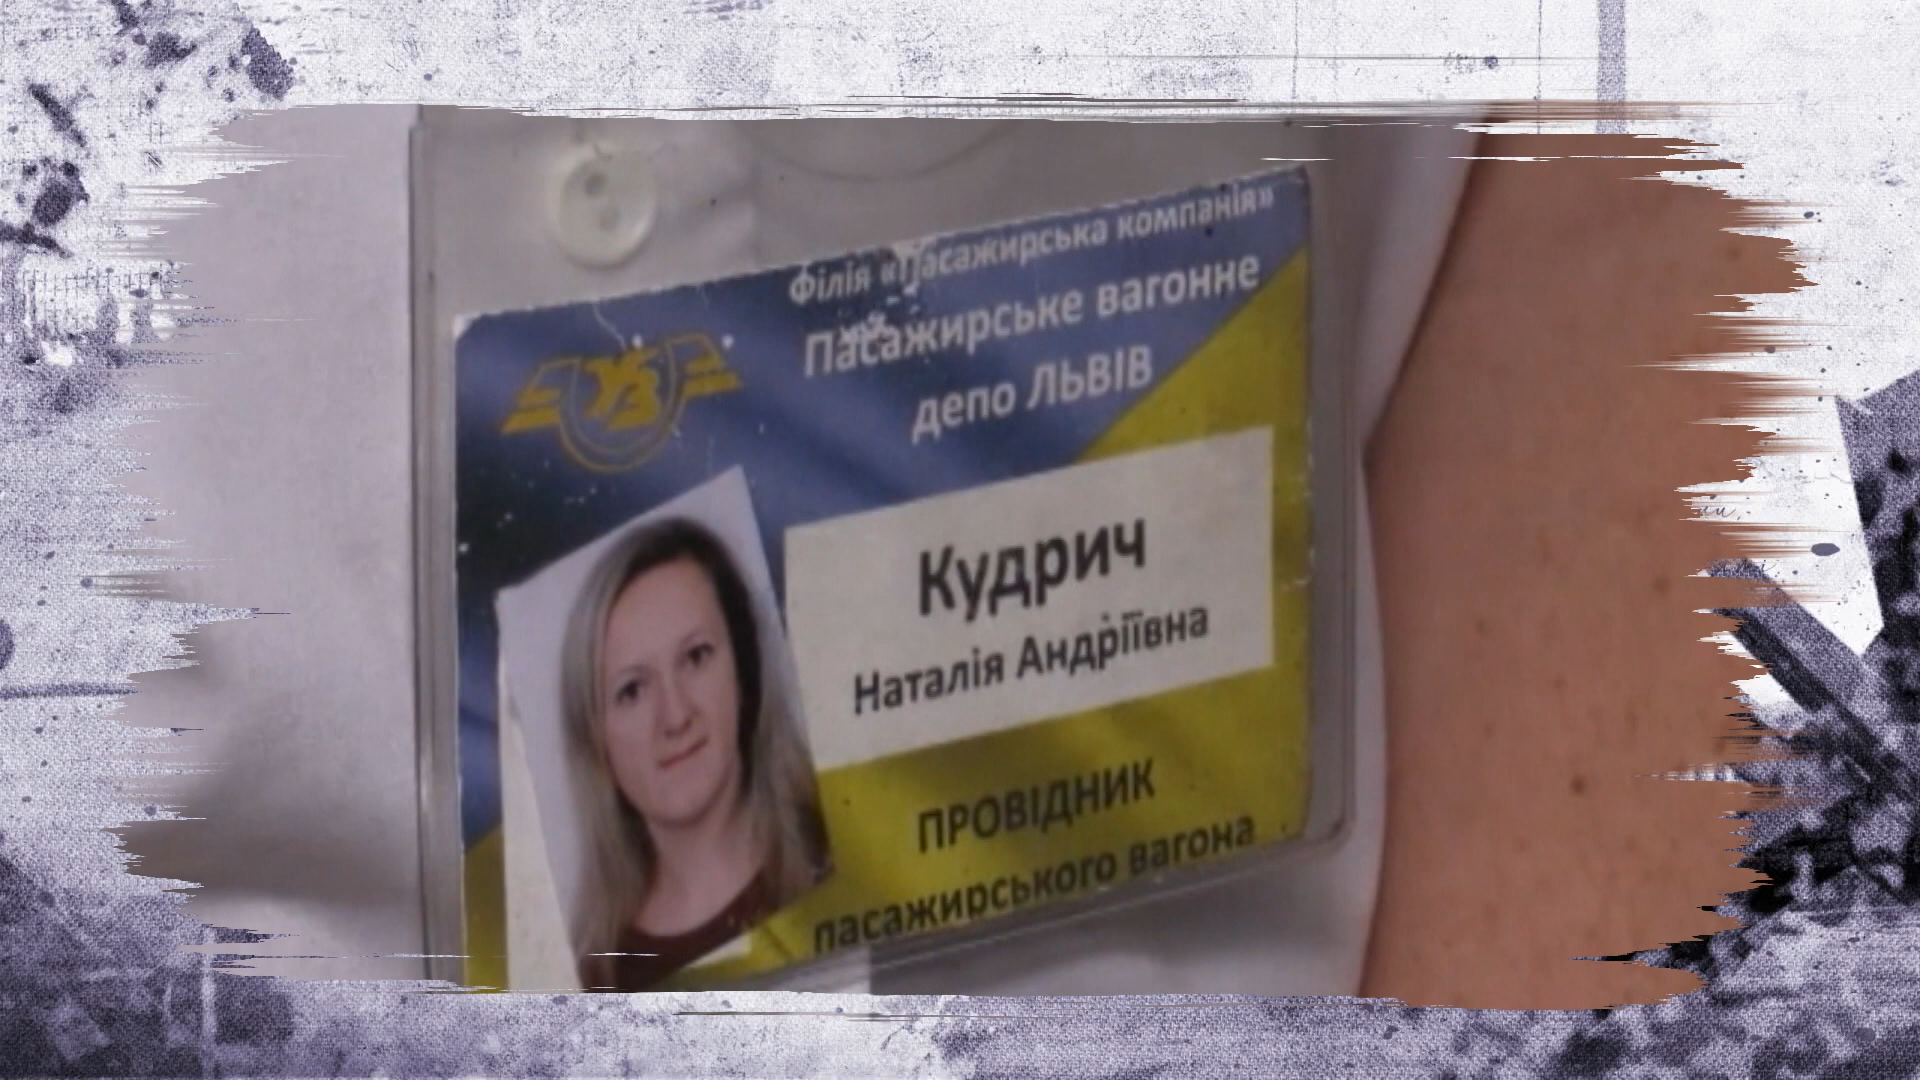 Філія «Пасажирська компанія»
Пасажирське вагонне
депо ЛЬВІВ
УЗ
Кудрич
Наталія Андріївна
ПРОВІДНИК
пасажирського вагона